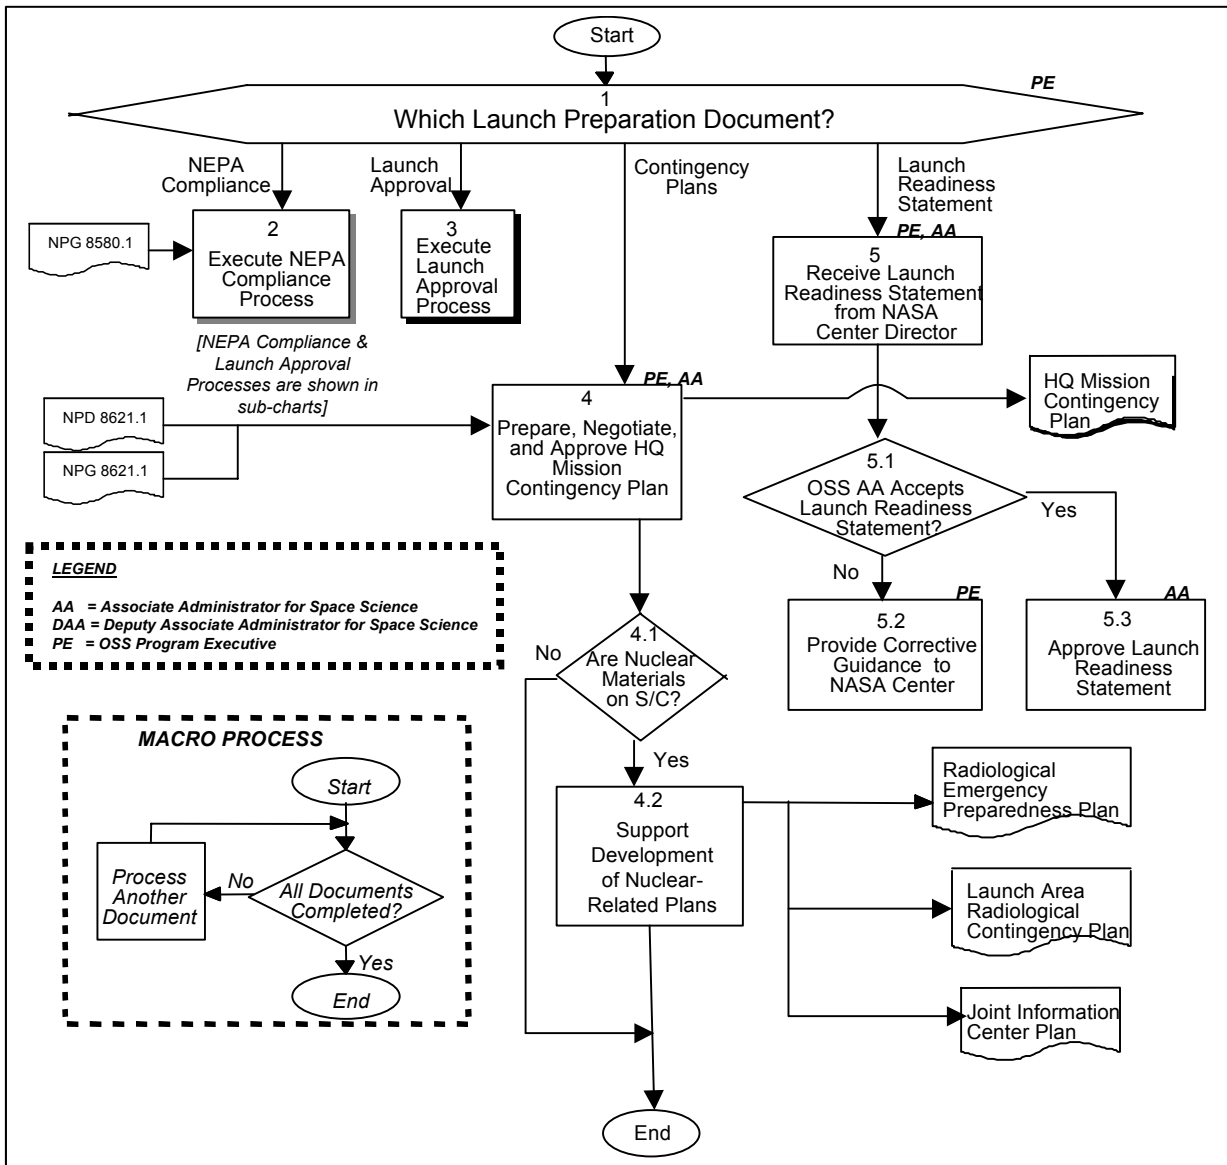 Start
PE
1
Which Launch Preparation Document?
NEPA
Compliance
Launch
Approval
Contingency
Plans
Launch
Readiness
Statement
NPG 8580.1
2
Execute NEPA
Compliance
Process
3
Execute
Launch
Approval
Process
PE, AA
5
Receive Launch
Readiness Statement
from NASA
Center Director
[NEPA Compliance &
Launch Approval
Processes are shown in
sub-charts]
NPD 8621.1
NPG 8621.1
PE, AA
4
Prepare, Negotiate,
and Approve HQ
Mission
Contingency Plan
HQ Mission
Contingency
Plan
5.1
OSS AA Accepts
Launch Readiness
Statement?
Yes
No
LEGEND
AA = Associate Administrator for Space Science
DAA = Deputy Associate Administrator for Space Science
PE = OSS Program Executive
PE
5.2
Provide Corrective
Guidance to
NASA Center
AA
5.3
Approve Launch
Readiness
Statement
4.1
Are Nuclear
Materials
on S/C?
No
Yes
4.2
Support
Development
of Nuclear-
Related Plans
Radiological
Emergency
Preparedness Plan
Launch Area
Radiological
Contingency Plan
Joint Information
Center Plan
End
MACRO PROCESS
Start
Process
Another
Document
No
All Documents
Completed?
Yes
End